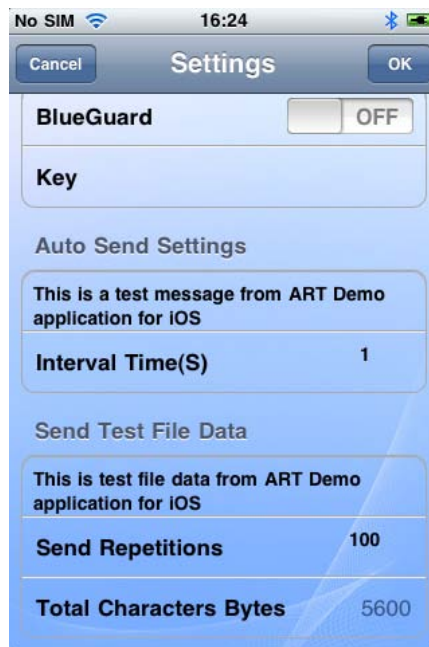 No SIM 16:24
Cancel Settings OK
BlueGuard OFF
Key
Auto Send Settings
This is a test message from ART Demo
application for iOS
Interval Time(S) 1
Send Test File Data
This is test file data from ART Demo
application for iOS
Send Repetitions 100
Total Characters Bytes 5600